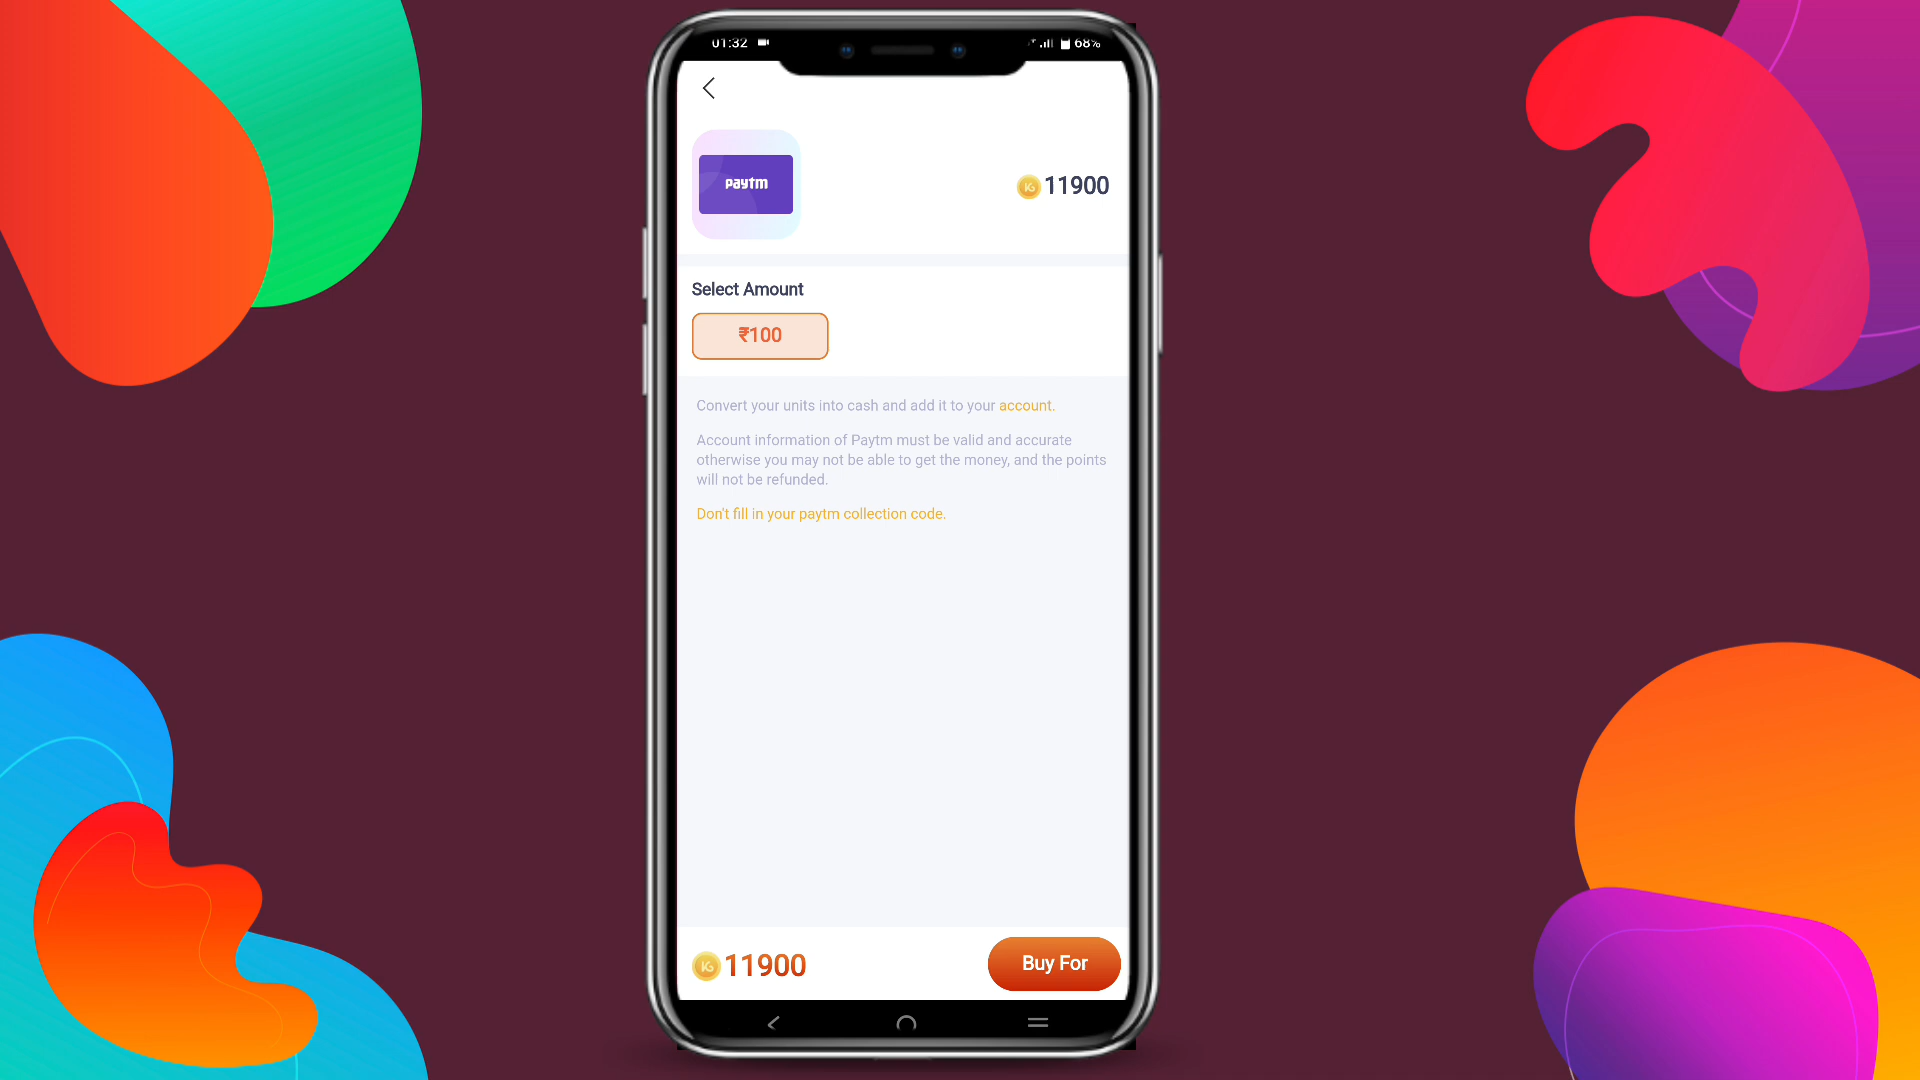 01:32
68%
paytm
11900
Select Amount
₹100
Convert your units into cash and add it to your account.
Account information of Paytm must be valid and accurate
otherwise you may not be able to get the money, and the points
will not be refunded.
Don't fill in your paytm collection code.
11900
Buy For